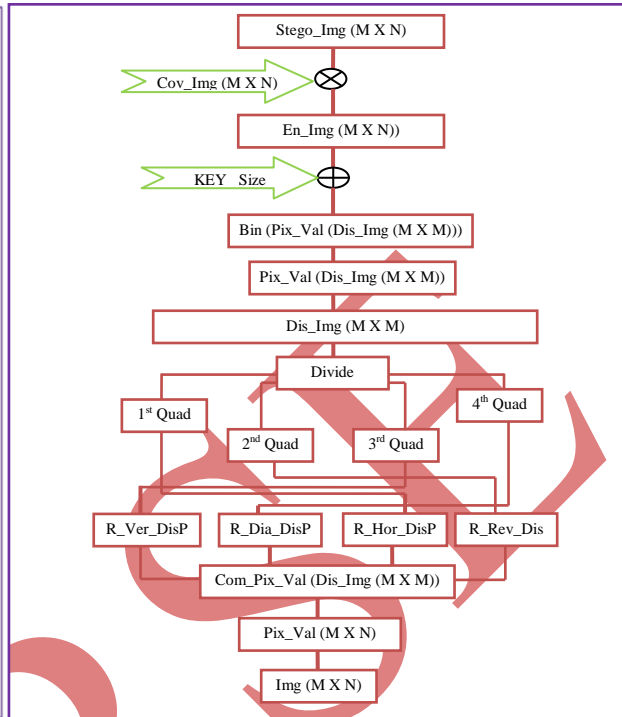 Stego_Img (M X N)
Cov_Img (M X N)
En_Img (M X N))
KEY Size
Bin (Pix_Val (Dis_Img (M X M)))
Pix_Val (Dis_Img (M X M))
Dis_Img (M X M)
Divide
1st Quad
2nd Quad
3rd Quad
4th Quad
R_Ver_DisP
R_Dia_DisP
R_Hor_DisP
R_Rev_Dis
Com_Pix_Val (Dis_Img (M X M))
Pix_Val (M X N)
Img (M X N)